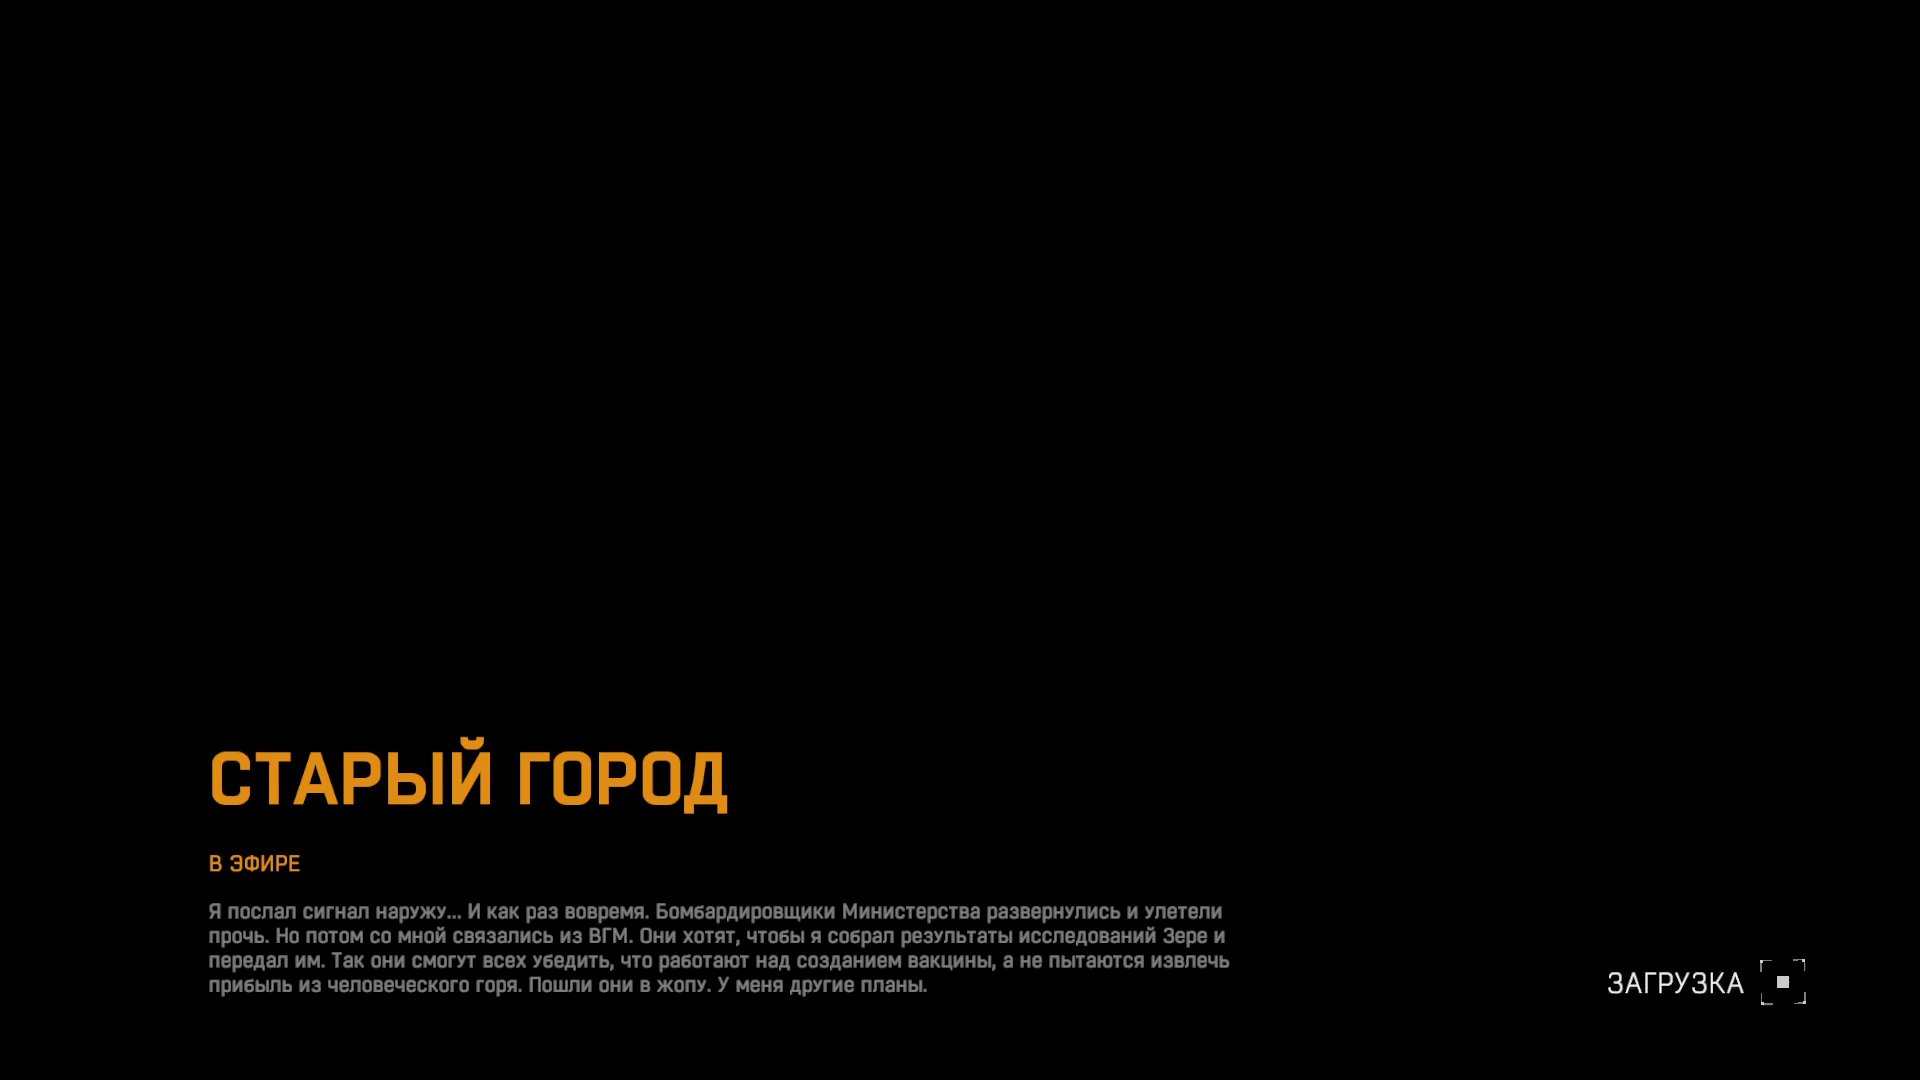 СТАРЫЙ ГОРОД
В ЭФИРЕ
Я послал сигнал наружу... И как раз вовремя. Бомбардировщики Министерства развернулись и улетели
прочь. Но потом со мной связались из ВГМ. Они хотят, чтобы я собрал результаты исследований Зере и
передал им. Так они смогут всех убедить, что работают над созданием вакцины, а не пытаются извлечь
прибыль из человеческого горя. Пошли они в жопу. У меня другие планы.
ЗАГРУЗКА